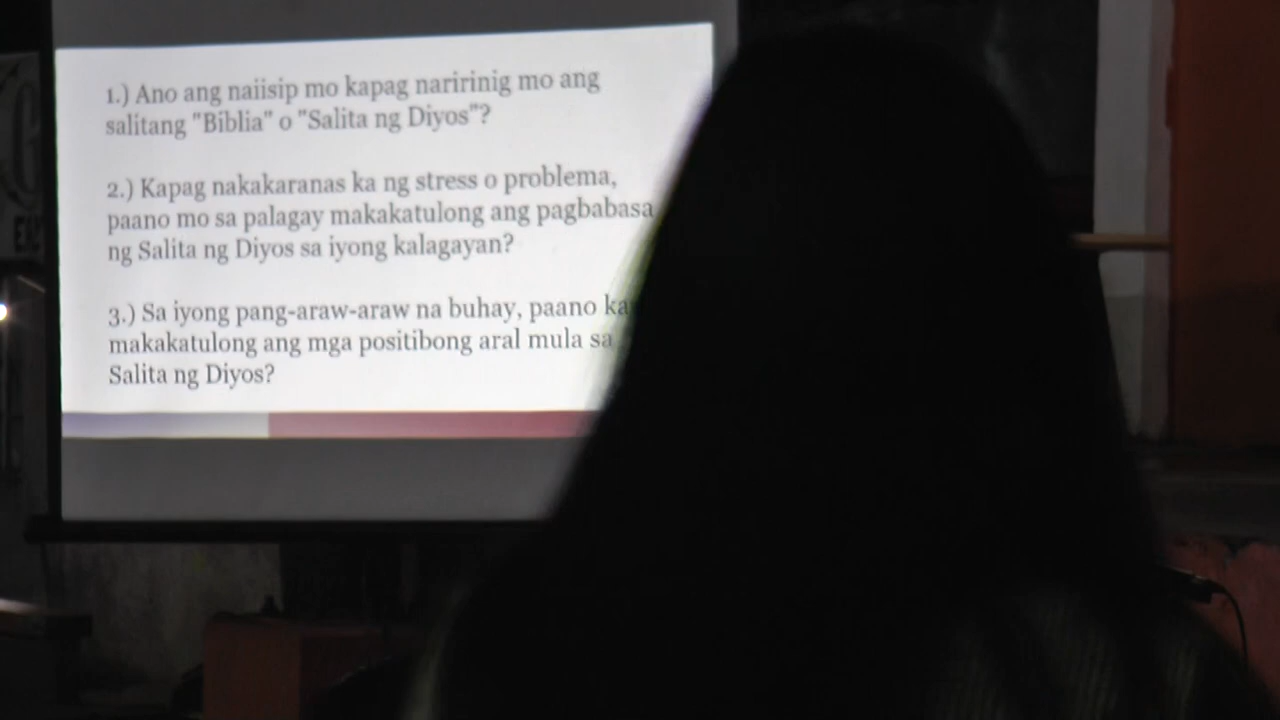 1.) Ano ang naiisip mo kapag naririnig mo ang
salitang "Biblia" o "Salita ng Diyos"?
2.) Kapag nakakaranas ka ng stress o problema,
paano mo sa palagay makakatulong ang pagbabasa
ng Salita ng Diyos sa iyong kalagayan?
3.) Sa iyong pang-araw-araw na buhay, paano ka
makakatulong ang mga positibong aral mula sa
Salita ng Diyos?